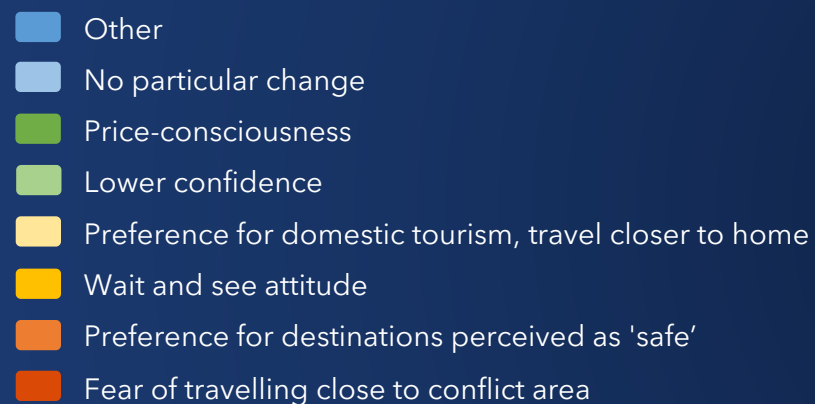 Other
No particular change
Price-consciousness
Lower confidence
Preference for domestic tourism, travel closer to home
Wait and see attitude
Preference for destinations perceived as 'safe’
Fear of travelling close to conflict area